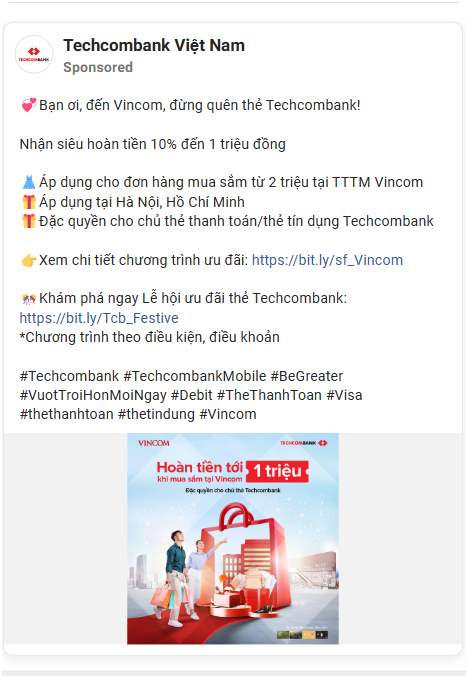 TECHCOMBANK
Techcombank Việt Nam
Sponsored
💞Bạn ơi, đến Vincom, đừng quên thẻ Techcombank!
Nhận siêu hoàn tiền 10% đến 1 triệu đồng
👗Áp dụng cho đơn hàng mua sắm từ 2 triệu tại TTTM Vincom
🎁Áp dụng tại Hà Nội, Hồ Chí Minh
🎁Đặc quyền cho chủ thẻ thanh toán/thẻ tín dụng Techcombank
👉Xem chi tiết chương trình ưu đãi: https://bit.ly/sf_Vincom
🎊Khám phá ngay Lễ hội ưu đãi thẻ Techcombank:
https://bit.ly/Tcb_Festive
*Chương trình theo điều kiện, điều khoản
#Techcombank #TechcombankMobile #BeGreater
#VuotTroiHonMoiNgay #Debit #TheThanhToan #Visa
#thethanhtoan #thetindung #Vincom
VINCOM
TECHCOMBANK
Hoàn tiền tới
khi mua sắm tại Vincom
1 triệu
Đặc quyền cho chủ thẻ Techcombank